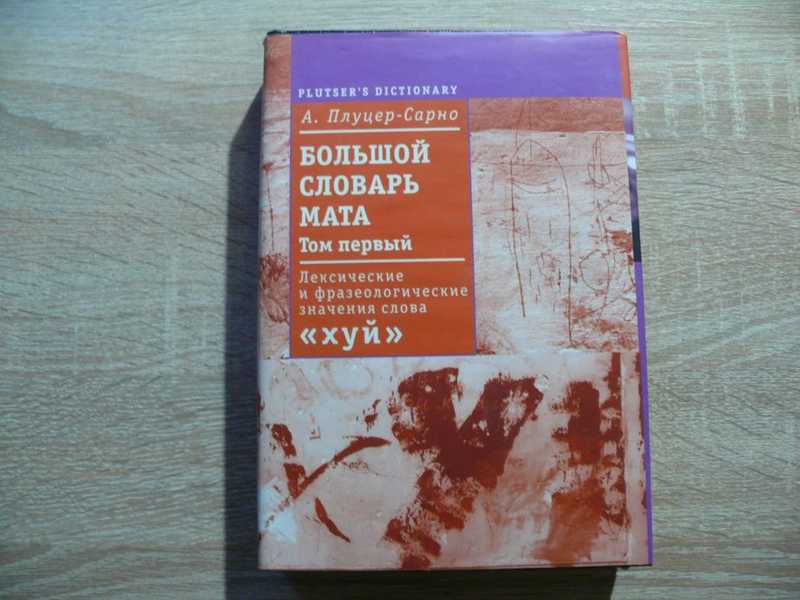 PLUTSER'S DICTIONARY
А. Плуцер-Сарно
БОЛЬШОЙ
СЛОВАРЬ
МАТА
Том первый
Лексические
и фразеологические
значения слова
«хуй»